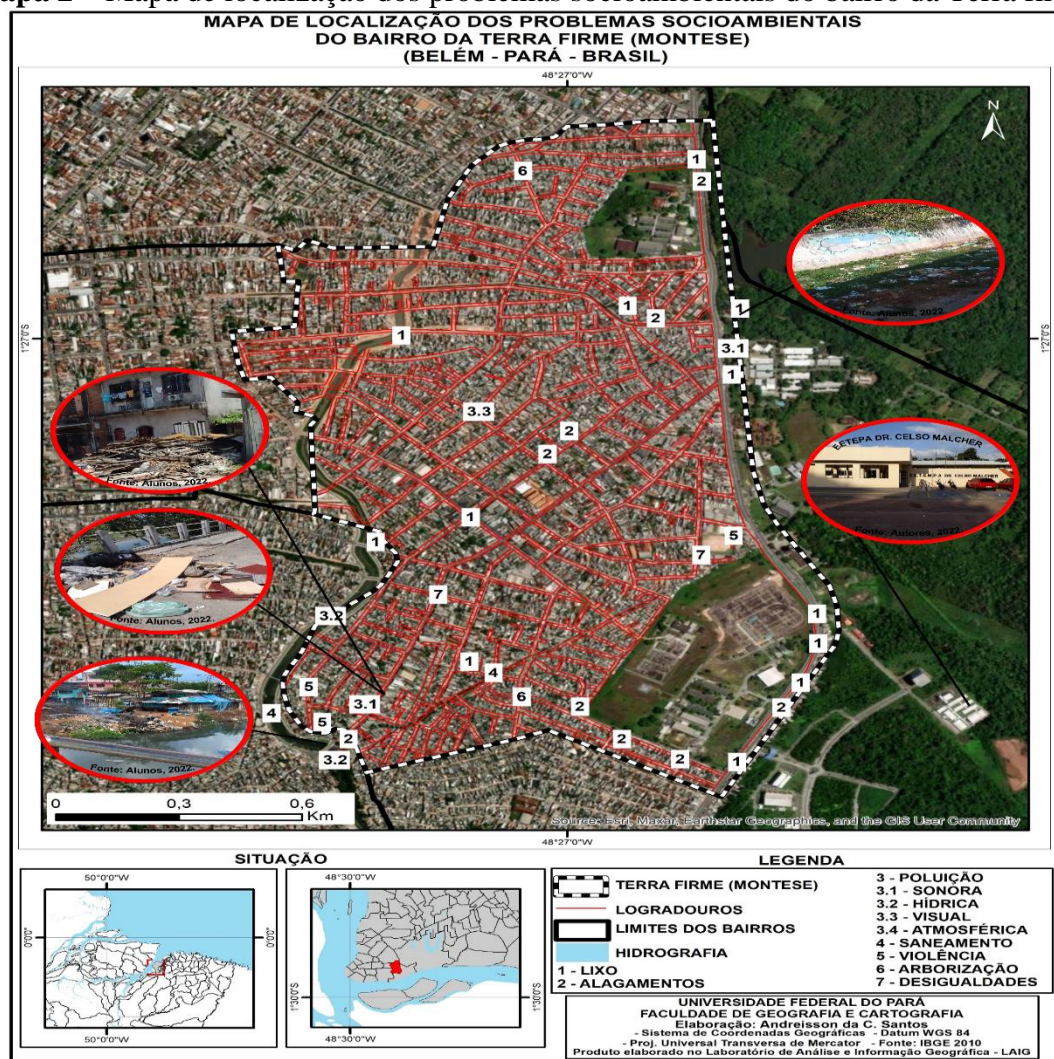 apa 2 – Mapa de localização dos problemas socioambientais do bairro da Terra Fir
MAPA DE LOCALIZAÇÃO DOS PROBLEMAS SOCIOAMBIENTAIS
DO BAIRRO DA TERRA FIRME (MONTESE)
(BELÉM - PARÁ - BRASIL)
48°27'0"W
N
1
6
2
Fonte: Alunos, 2022.
1
1
2
1°27'0"S
1
1°27'0"S
3.1
1
3.3
2
2
Fonte: Alunos, 2022
EETEPA DR. CELSO MALCHER
Fonte: Autores, 2022.
1
5
1
7
7
3.2
1
Fonte: Alunos, 2022.
1
1
4
5
6
1
3.1
2
2
4
5
2
2
2
3.2
1
Fonte: Alunos, 2022.
0 0,3 0,6
Km
Source: Esri, Maxar, Earthstar Geographics, and the GIS User Community
48°27'0"W
SITUAÇÃO
50°0'0"W
48°30'0"W
0°0'0"
0°0'0"
1°30'0"S
1°30'0"S
50°0'0"W
48°30'0"W
LEGENDA
TERRA FIRME (MONTESE)
LOGRADOUROS
LIMITES DOS BAIRROS
HIDROGRAFIA
1 - LIXO
2 - ALAGAMENTOS
3 - POLUIÇÃO
3.1 - SONORA
3.2 - HÍDRICA
3.3 - VISUAL
3.4 - ATMOSFÉRICA
4 - SANEAMENTO
5 - VIOLÊNCIA
6 - ARBORIZAÇÃO
7 - DESIGUALDADES
UNIVERSIDADE FEDERAL DO PARÁ
FACULDADE DE GEOGRAFIA E CARTOGRAFIA
Elaboração: Andreisson da C. Santos
- Sistema de Coordenadas Geográficas - Datum WGS 84
- Proj. Universal Transversa de Mercator - Fonte: IBGE 2010
Produto elaborado no Laboratório de Análise e Informação Geográfica - LAIG